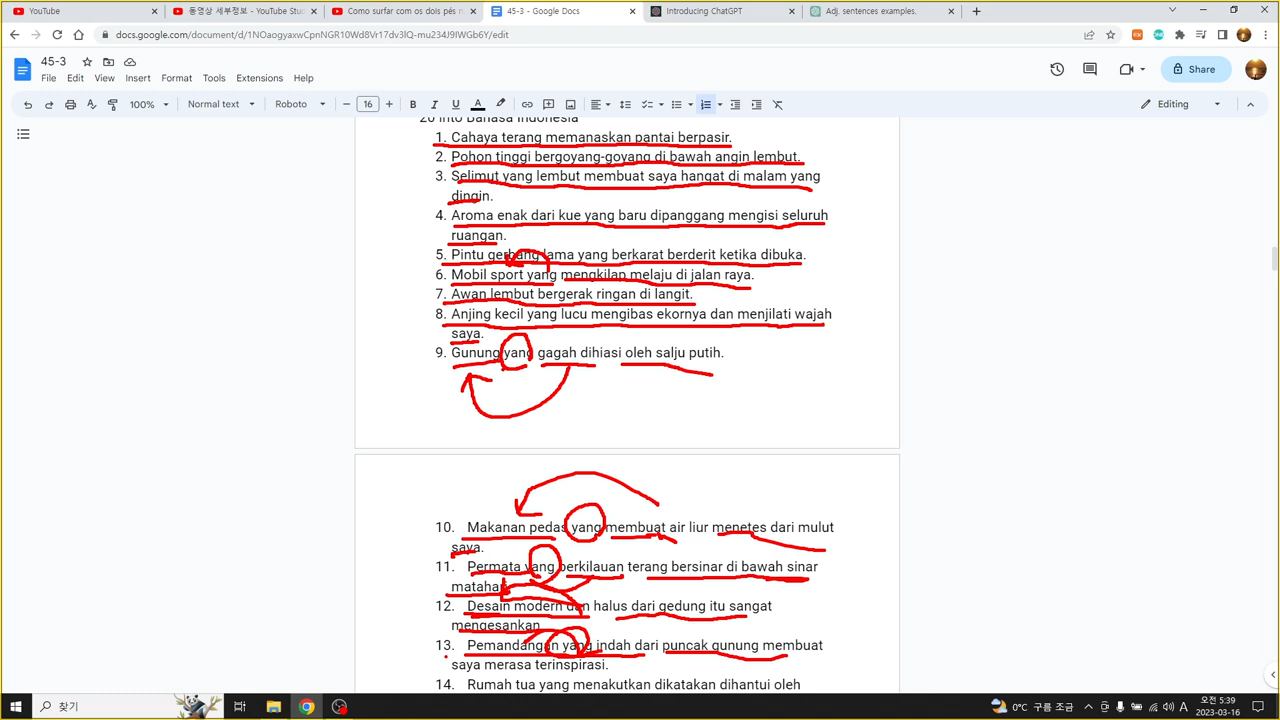 YouTube
동영상 세부정보 - YouTube Stud
Como surfar com os dois pés n
45-3 - Google Docs
Introducing ChatGPT
Adj. sentences examples.
docs.google.com/document/d/1NOaogyaxwCpnNGR10Wd8Vr17dv3lQ-mu234J9IWGb6Y/edit
45-3
File Edit View Insert Format Tools Extensions Help
Share
100% Normal text Roboto 16 Editing
20 into Bahasa Indonesia
1. Cahaya terang memanaskan pantai berpasir.
2. Pohon tinggi bergoyang-goyang di bawah angin lembut.
3. Selimut yang lembut membuat saya hangat di malam yang
dingin.
4. Aroma enak dari kue yang baru dipanggang mengisi seluruh
ruangan.
5. Pintu gerbang lama yang berkarat berderit ketika dibuka.
6. Mobil sport yang mengkilap melaju di jalan raya.
7. Awan lembut bergerak ringan di langit.
8. Anjing kecil yang lucu mengibas ekornya dan menjilati wajah
saya.
9. Gunung yang gagah dihiasi oleh salju putih.
10. Makanan pedas yang membuat air liur menetes dari mulut
saya.
11. Permata yang berkilauan terang bersinar di bawah sinar
matahari.
12. Desain modern dan halus dari gedung itu sangat
mengesankan.
13. Pemandangan yang indah dari puncak gunung membuat
saya merasa terinspirasi.
14. Rumah tua yang menakutkan dikatakan dihantui oleh
찾기
0°C 구름 조금
A
오전 5:39
2023-03-16